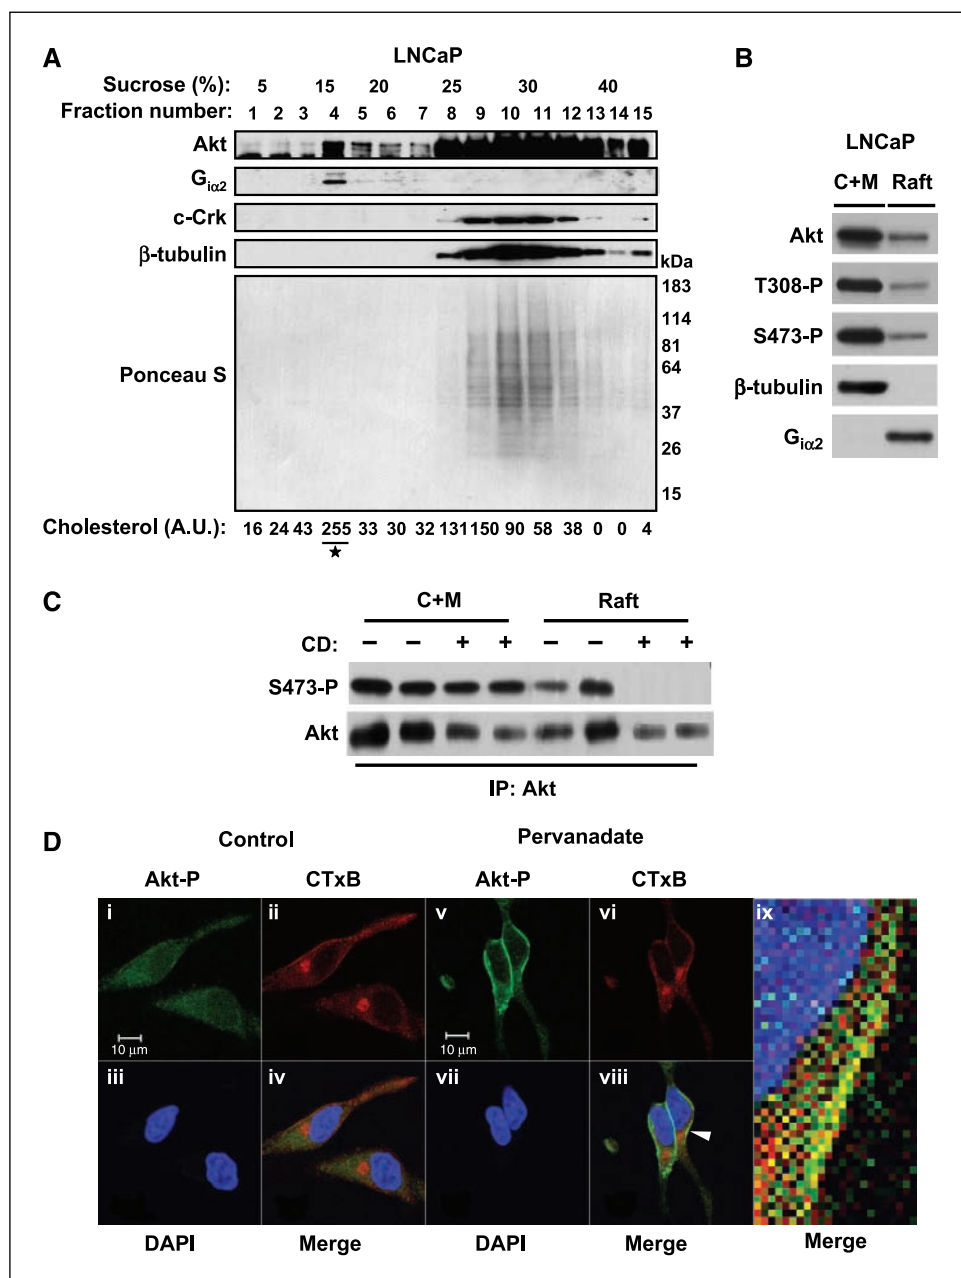 A
LNCaP
Sucrose (%): 5 15 20 25 30 40
Fraction number: 1 2 3 4 5 6 7 8 9 10 11 12 13 14 15
Akt
Giα2
c-Crk
β-tubulin
kDa
183
114
81
64
Ponceau S
37
26
15
Cholesterol (A.U.): 16 24 43 255 33 30 32 131 150 90 58 38 0 0 4
★
B
LNCaP
C+M Raft
Akt
T308-P
S473-P
β-tubulin
Giα2
C
C+M Raft
CD: – – + + – – + +
S473-P
Akt
IP: Akt
D
Control Pervanadate
Akt-P CTxB Akt-P CTxB
i ii v vi ix
10 μm 10 μm
iii iv vii viii
DAPI Merge DAPI Merge Merge